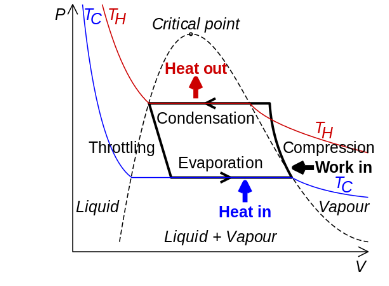 P
T_C
T_H
Critical point
Heat out
Condensation
T_H
Throttling
Compression
Evaporation
Work in
T_C
Heat in
Liquid
Vapour
Liquid + Vapour
V